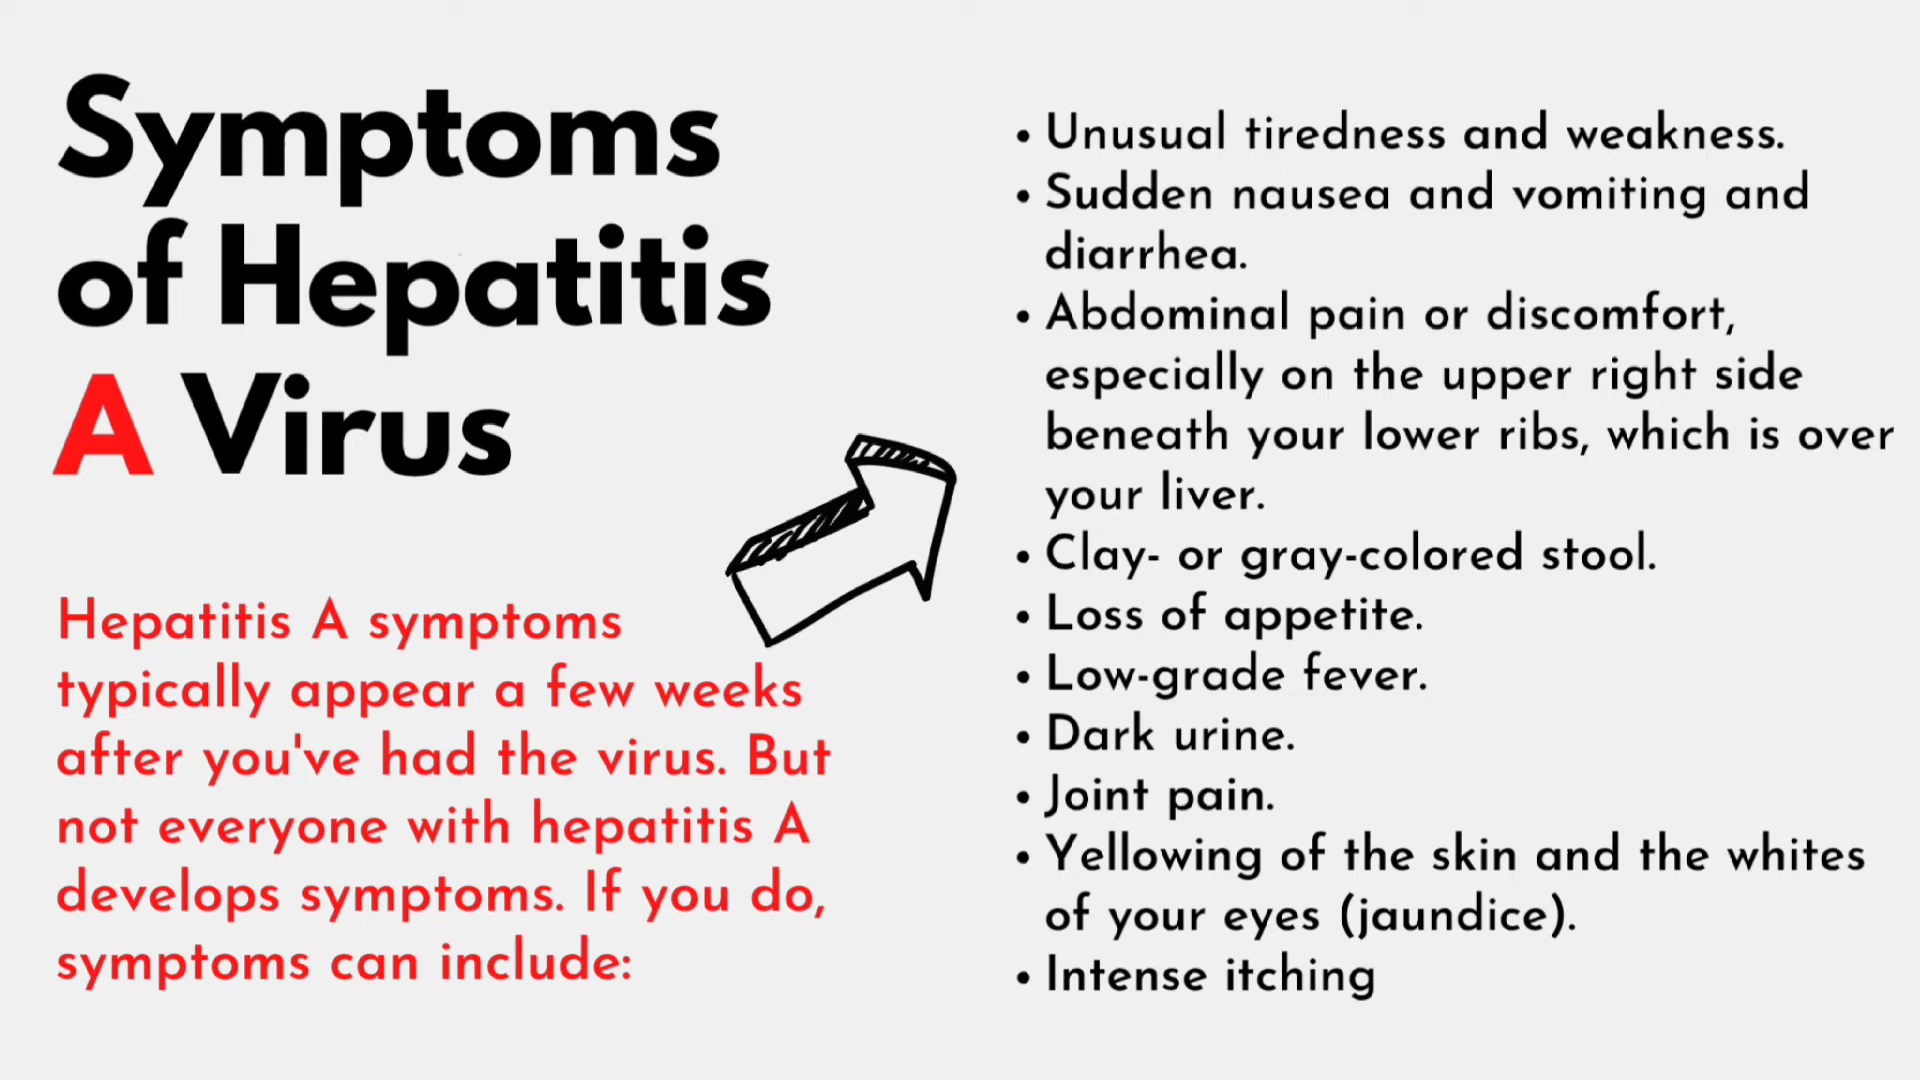 Symptoms
of Hepatitis
A Virus
Hepatitis A symptoms
typically appear a few weeks
after you've had the virus. But
not everyone with hepatitis A
develops symptoms. If you do,
symptoms can include:
• Unusual tiredness and weakness.
• Sudden nausea and vomiting and
diarrhea.
• Abdominal pain or discomfort,
especially on the upper right side
beneath your lower ribs, which is over
your liver.
• Clay- or gray-colored stool.
• Loss of appetite.
• Low-grade fever.
• Dark urine.
• Joint pain.
• Yellowing of the skin and the whites
of your eyes (jaundice).
• Intense itching